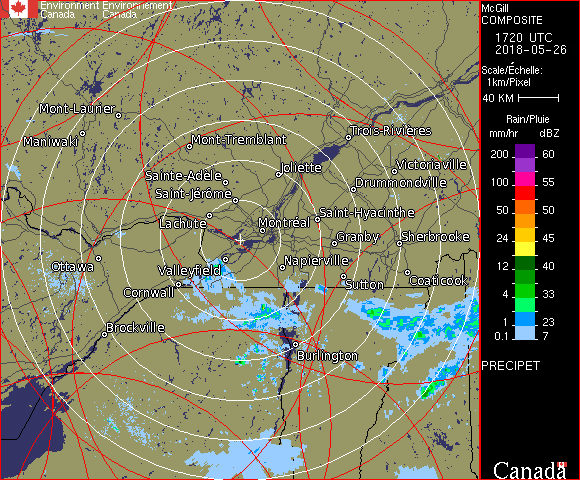 Environment Environnement
Canada Canada
McGill
COMPOSITE
1720 UTC
2018-05-26
Scale/Échelle:
1km/Pixel
40 KM
Rain/Pluie
mm/hr dBZ
200 60
100 55
50 50
24 45
12 40
4 33
1 23
0.1 7
PRECIPET
Canada
Mont-Laurier
Maniwaki
Mont-Tremblant
Trois-Rivières
Joliette
Victoriaville
Sainte-Adèle
Drummondville
Saint-Jérôme
Saint-Hyacinthe
Lachute
Montréal
Granby
Sherbrooke
Ottawa
Valleyfield
Napierville
Cornwall
Sutton
Coaticook
Brockville
Burlington